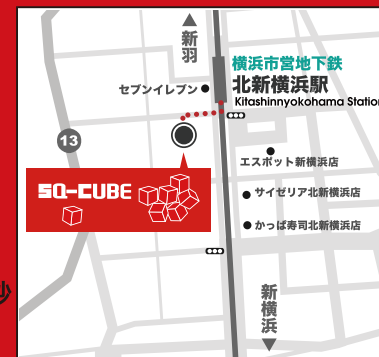 新羽
横浜市営地下鉄
北新横浜駅
Kitashinnyokohama Station
セブンイレブン
13
エスポット新横浜店
SQ-CUBE
サイゼリア北新横浜店
かっぱ寿司北新横浜店
新横浜